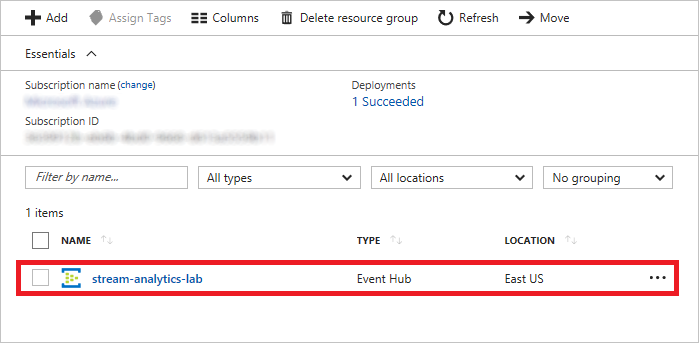 Add Assign Tags Columns Delete resource group Refresh Move
Essentials
Subscription name (change) Deployments
1 Succeeded
Subscription ID
Filter by name... All types All locations No grouping
1 items
NAME TYPE LOCATION
stream-analytics-lab Event Hub East US